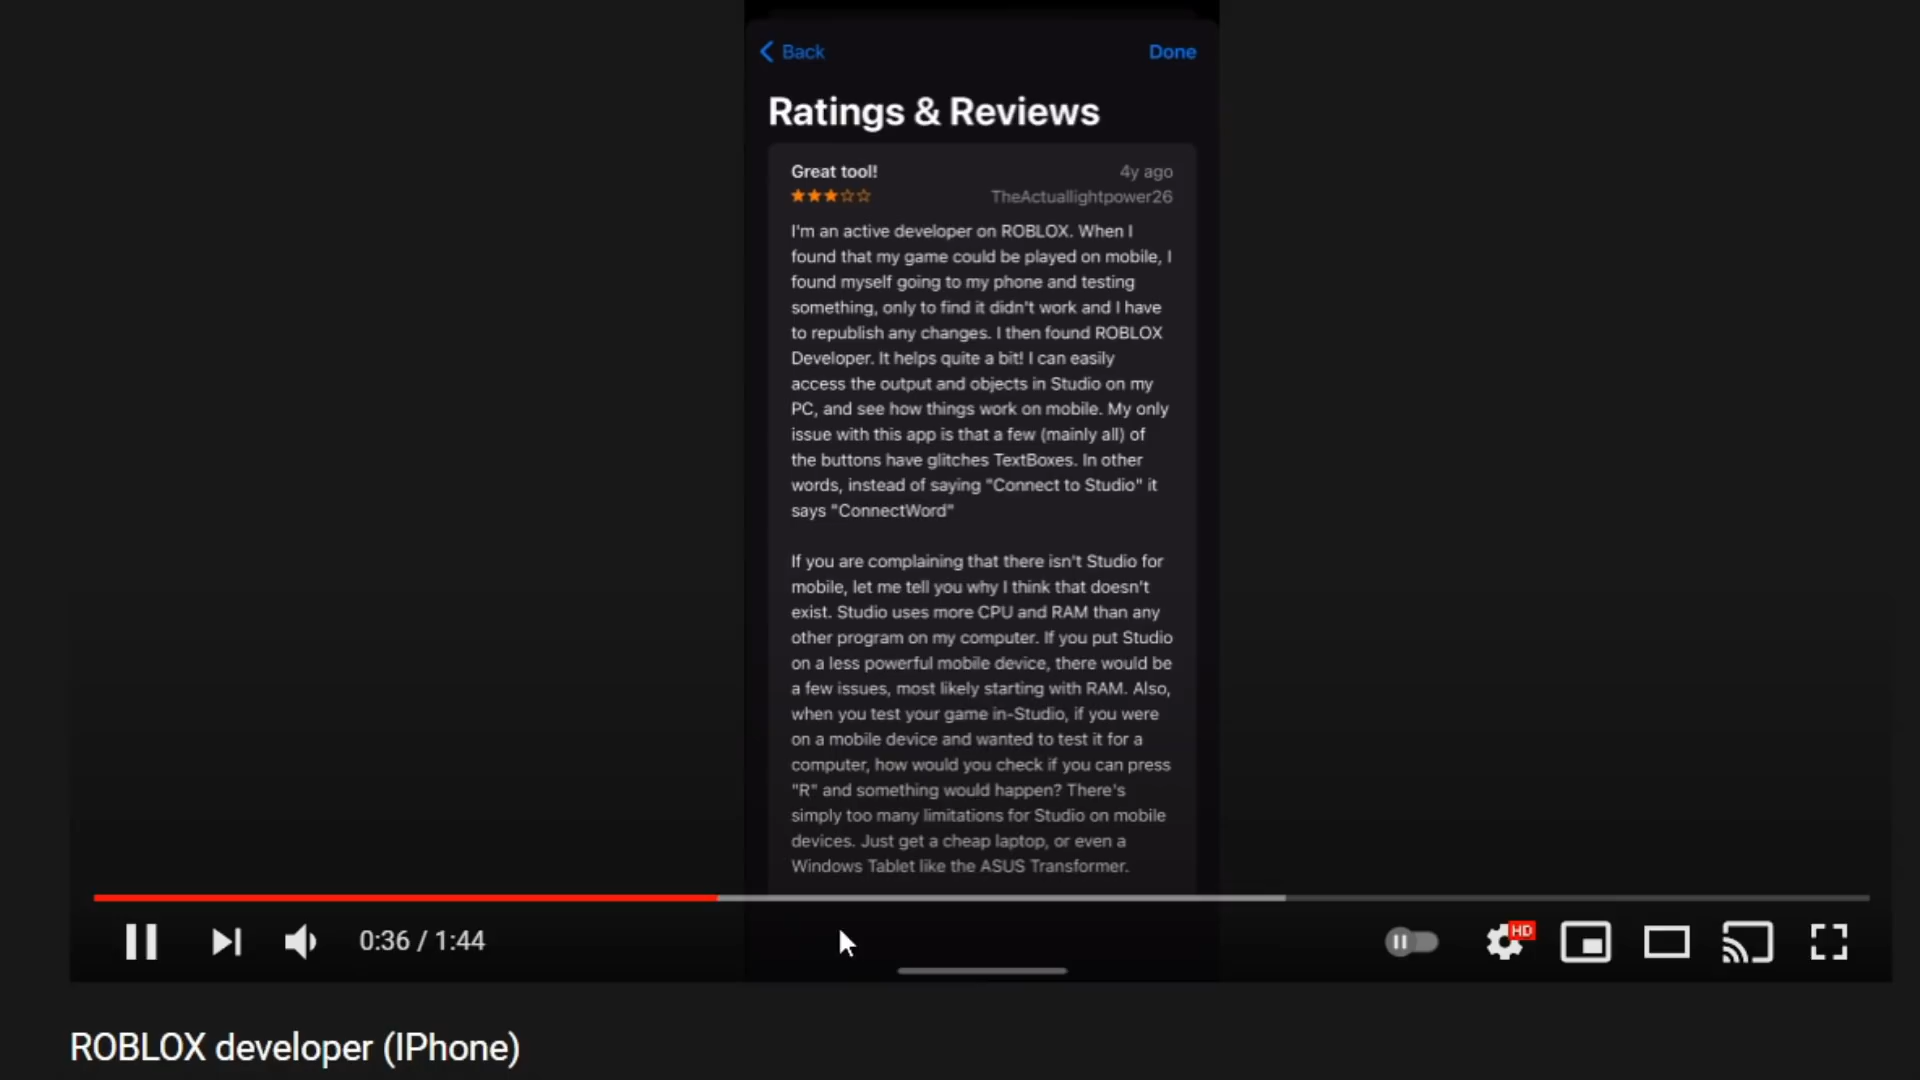 Back
Done
Ratings & Reviews
Great tool!
4y ago
TheActuallightpower26
I'm an active developer on ROBLOX. When I
found that my game could be played on mobile, I
found myself going to my phone and testing
something, only to find it didn't work and I have
to republish any changes. I then found ROBLOX
Developer. It helps quite a bit! I can easily
access the output and objects in Studio on my
PC, and see how things work on mobile. My only
issue with this app is that a few (mainly all) of
the buttons have glitches TextBoxes. In other
words, instead of saying "Connect to Studio" it
says "ConnectWord"
If you are complaining that there isn't Studio for
mobile, let me tell you why I think that doesn't
exist. Studio uses more CPU and RAM than any
other program on my computer. If you put Studio
on a less powerful mobile device, there would be
a few issues, most likely starting with RAM. Also,
when you test your game in-Studio, if you were
on a mobile device and wanted to test it for a
computer, how would you check if you can press
"R" and something would happen? There's
simply too many limitations for Studio on mobile
devices. Just get a cheap laptop, or even a
Windows Tablet like the ASUS Transformer.
0:36 / 1:44
HD
ROBLOX developer (IPhone)